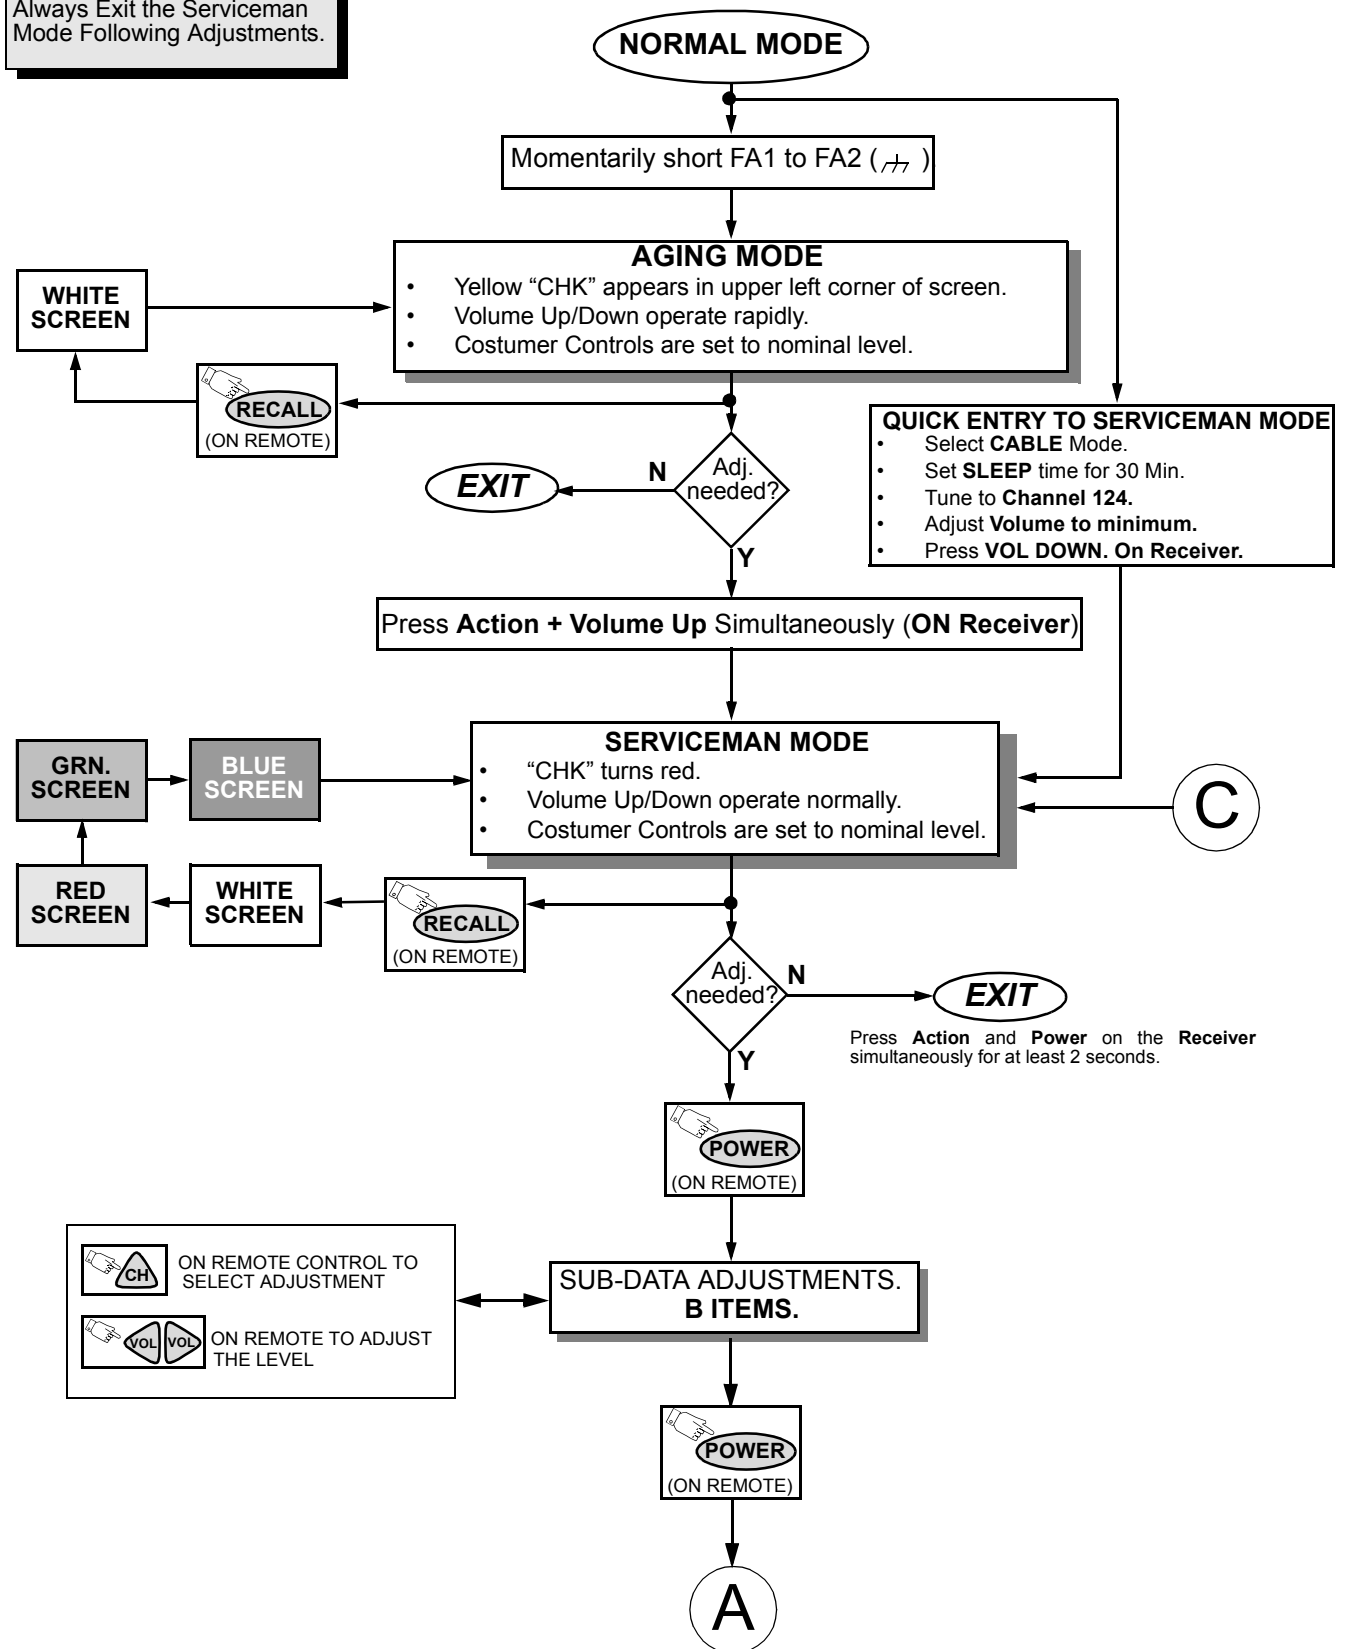 Always Exit the Serviceman
Mode Following Adjustments.
NORMAL MODE
Momentarily short FA1 to FA2 ( ).
AGING MODE
• Yellow “CHK” appears in upper left corner of screen.
• Volume Up/Down operate rapidly.
• Costumer Controls are set to nominal level.
WHITE
SCREEN
RECALL
(ON REMOTE)
QUICK ENTRY TO SERVICEMAN MODE
• Select CABLE Mode.
• Set SLEEP time for 30 Min.
• Tune to Channel 124.
• Adjust Volume to minimum.
• Press VOL DOWN. On Receiver.
Adj.
needed?
N
EXIT
Y
Press Action + Volume Up Simultaneously (ON Receiver)
SERVICEMAN MODE
• “CHK” turns red.
• Volume Up/Down operate normally.
• Costumer Controls are set to nominal level.
GRN.
SCREEN
BLUE
SCREEN
C
RED
SCREEN
WHITE
SCREEN
RECALL
(ON REMOTE)
Adj.
needed?
N
EXIT
Press Action and Power on the Receiver
simultaneously for at least 2 seconds.
Y
POWER
(ON REMOTE)
CH
ON REMOTE CONTROL TO
SELECT ADJUSTMENT
VOL VOL
ON REMOTE TO ADJUST
THE LEVEL
SUB-DATA ADJUSTMENTS.
B ITEMS.
POWER
(ON REMOTE)
A